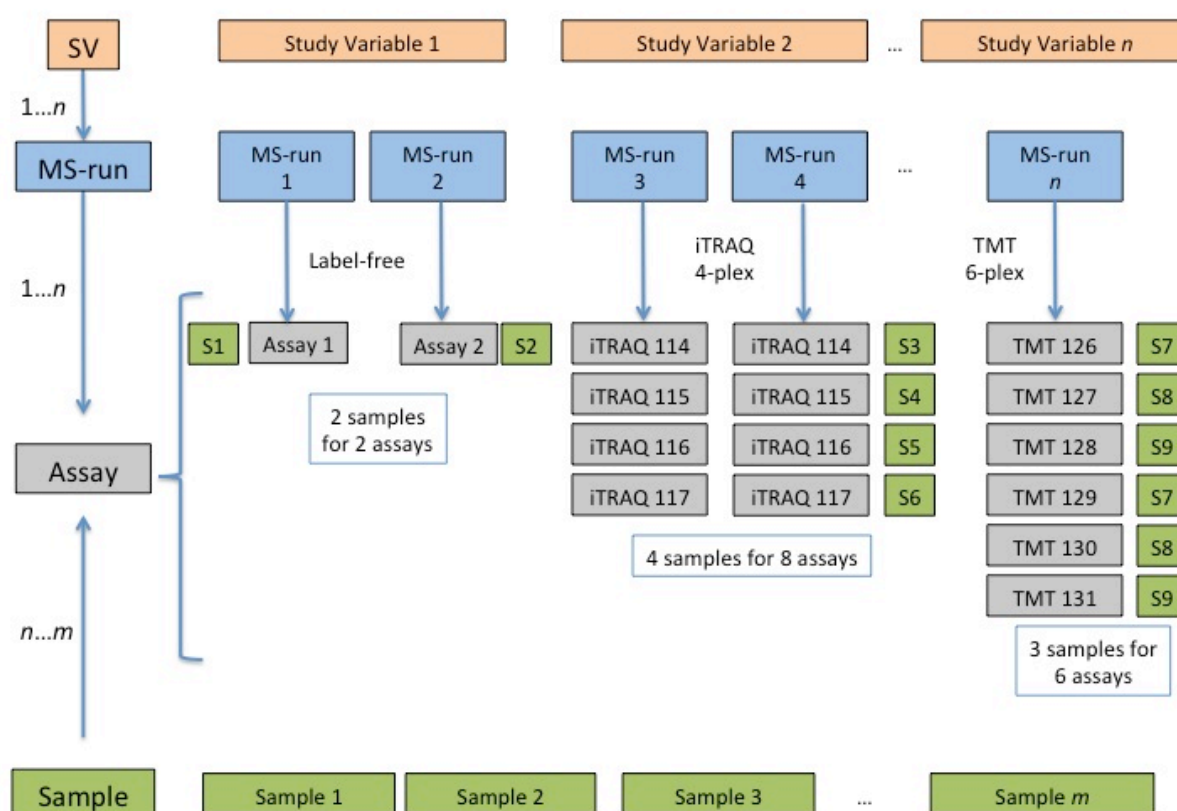 SV
Study Variable 1
Study Variable 2
...
Study Variable n
1...n
MS-run
MS-run
1
MS-run
2
MS-run
3
MS-run
4
...
MS-run
n
1...n
Label-free
iTRAQ
4-plex
TMT
6-plex
S1
Assay 1
Assay 2
S2
iTRAQ 114
iTRAQ 114
S3
TMT 126
S7
iTRAQ 115
iTRAQ 115
S4
TMT 127
S8
2 samples
for 2 assays
iTRAQ 116
iTRAQ 116
S5
TMT 128
S9
Assay
iTRAQ 117
iTRAQ 117
S6
TMT 129
S7
4 samples for 8 assays
TMT 130
S8
TMT 131
S9
n...m
3 samples for
6 assays
Sample
Sample 1
Sample 2
Sample 3
...
Sample m